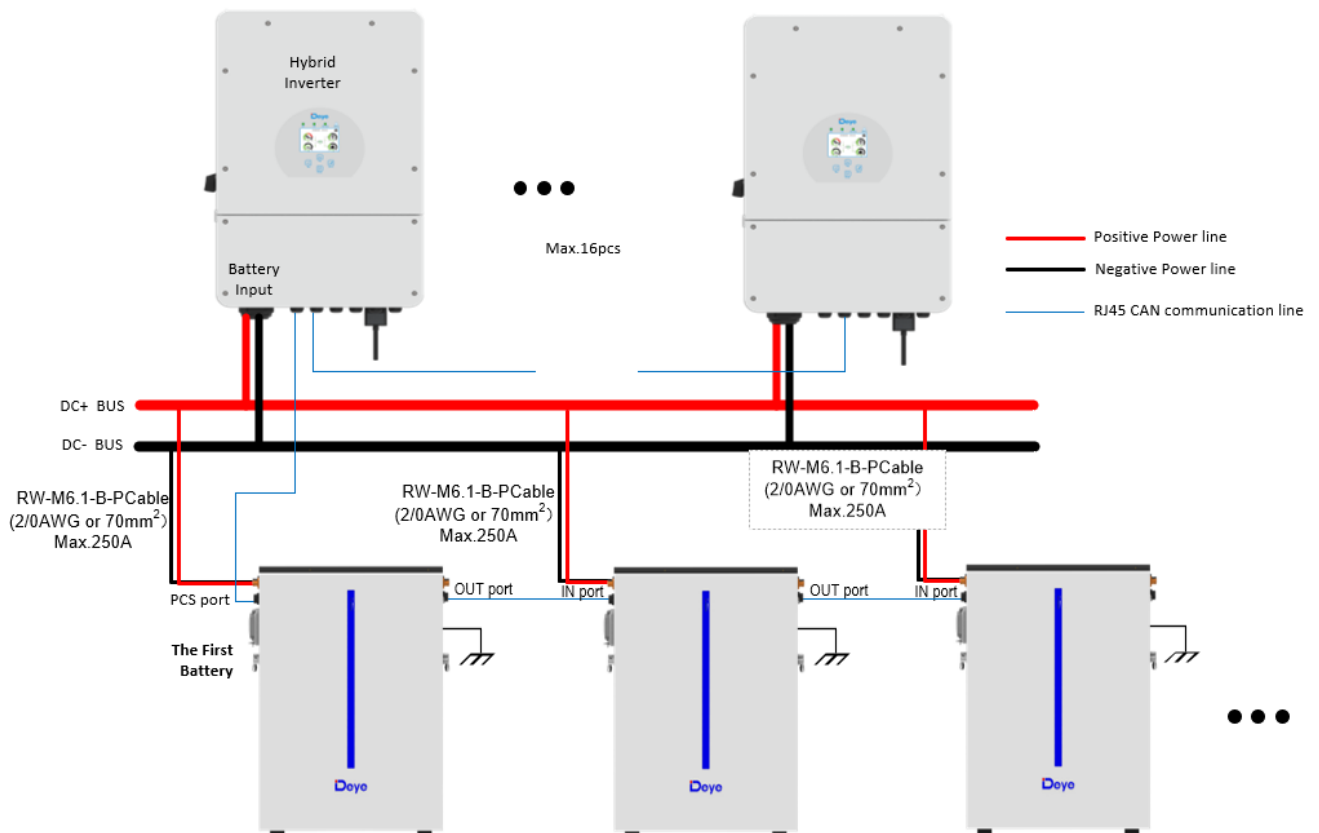 Hybrid
Inverter
Deye
Deye
Max.16pcs
Battery
Input
Positive Power line
Negative Power line
RJ45 CAN communication line
DC+ BUS
DC- BUS
RW-M6.1-B-PCable
(2/0AWG or 70mm²)
Max.250A
RW-M6.1-B-PCable
(2/0AWG or 70mm²)
Max.250A
RW-M6.1-B-PCable
(2/0AWG or 70mm²)
Max.250A
PCS port
OUT port
IN port
OUT port
IN port
The First
Battery
Deye
Deye
Deye